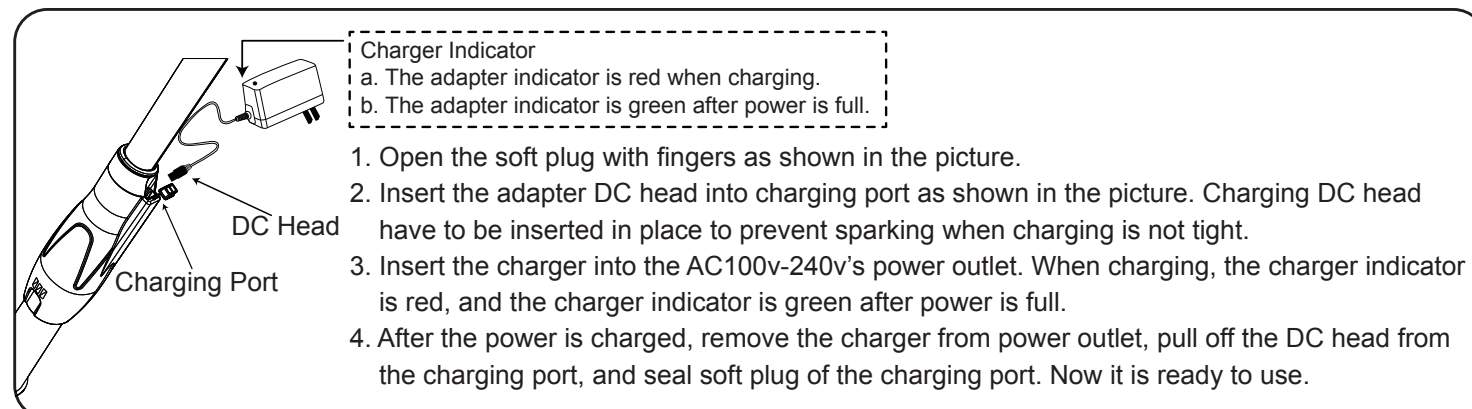 Charger Indicator
a. The adapter indicator is red when charging.
b. The adapter indicator is green after power is full.
DC Head
Charging Port
1. Open the soft plug with fingers as shown in the picture.
2. Insert the adapter DC head into charging port as shown in the picture. Charging DC head
have to be inserted in place to prevent sparking when charging is not tight.
3. Insert the charger into the AC100v-240v's power outlet. When charging, the charger indicator
is red, and the charger indicator is green after power is full.
4. After the power is charged, remove the charger from power outlet, pull off the DC head from
the charging port, and seal soft plug of the charging port. Now it is ready to use.